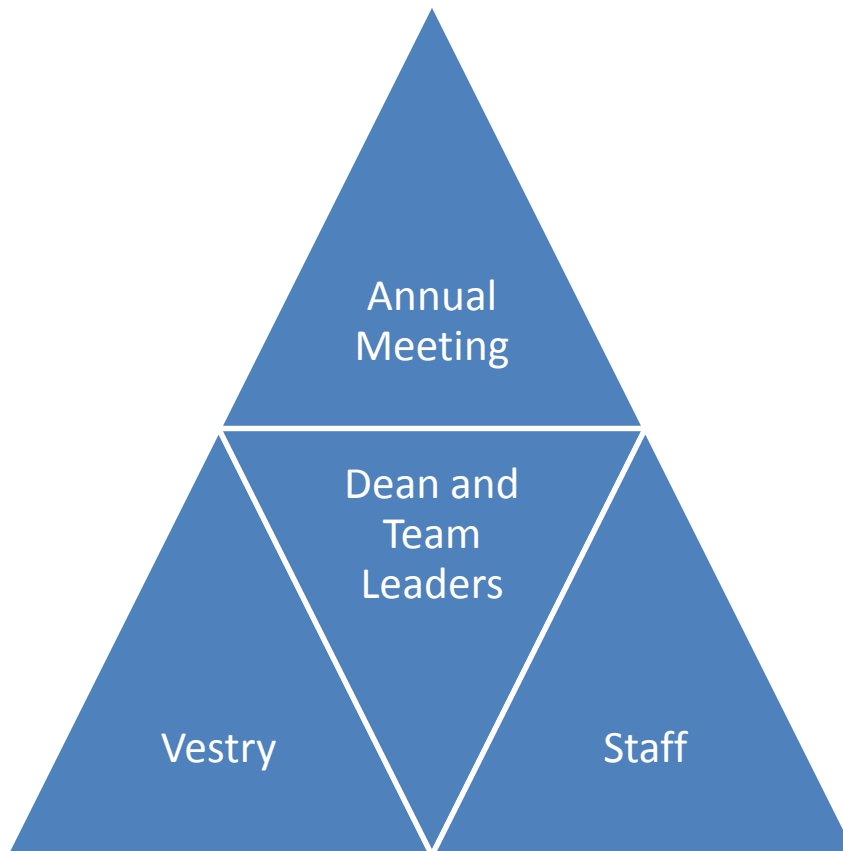 Annual
Meeting
Dean and
Team
Leaders
Vestry
Staff